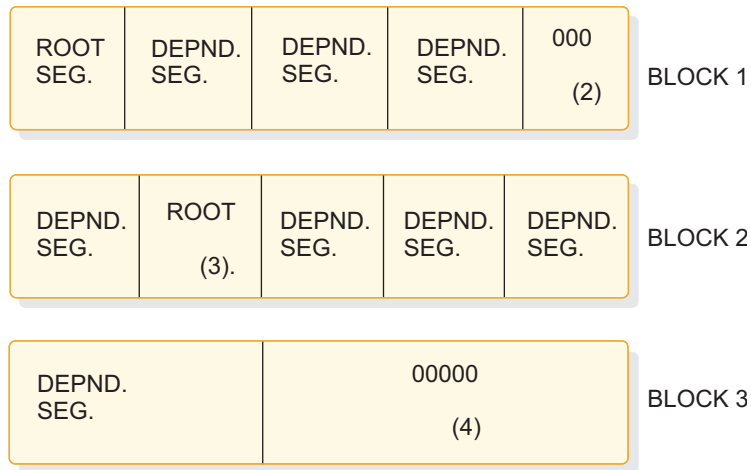 ROOT
SEG.
DEPND.
SEG.
DEPND.
SEG.
DEPND.
SEG.
000
(2)
BLOCK 1
DEPND.
SEG.
ROOT
(3).
DEPND.
SEG.
DEPND.
SEG.
DEPND.
SEG.
BLOCK 2
DEPND.
SEG.
00000
(4)
BLOCK 3